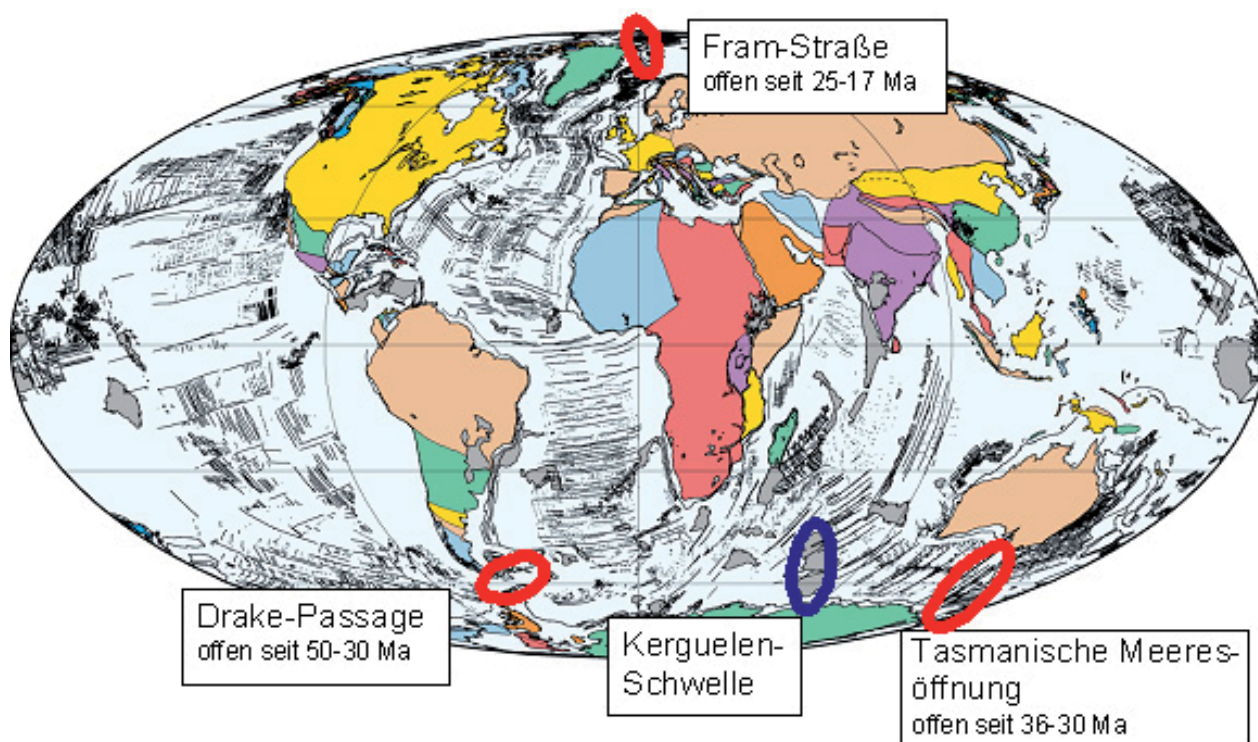 Fram-Straße
offen seit 25-17 Ma
Drake-Passage
offen seit 50-30 Ma
Kerguelen-
Schwelle
Tasmanische Meeres-
öffnung
offen seit 36-30 Ma